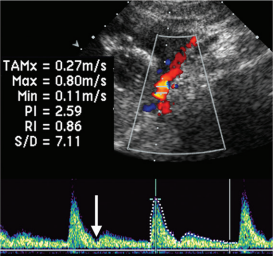 TAMx = 0.27m/s
Max = 0.80m/s
Min = 0.11m/s
PI = 2.59
RI = 0.86
S/D = 7.11